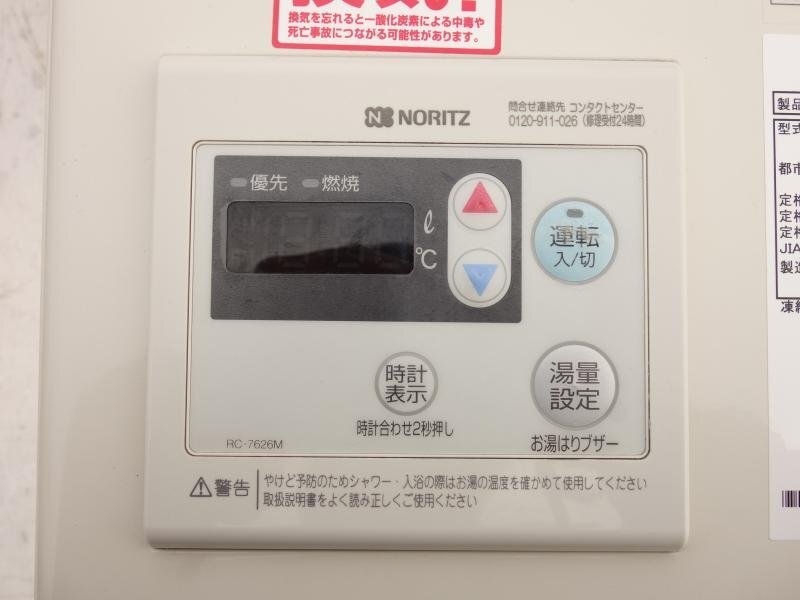 換気を忘れると一酸化炭素による中毒や
死亡事故につながる可能性があります。
NORITZ
問合せ連絡先 コンタクトセンター
0120-911-026 (修理受付24時間)
優先 燃焼
ℓ
℃
運転
入/切
時計
表示
時計合わせ2秒押し
湯量
設定
お湯はりブザー
RC-7626M
警告
やけど予防のためシャワー・入浴の際はお湯の温度を確かめて使用してください
取扱説明書をよく読み正しくご使用ください
製品
型式
都市
定格
定格
定格
JIA
製造
凍結